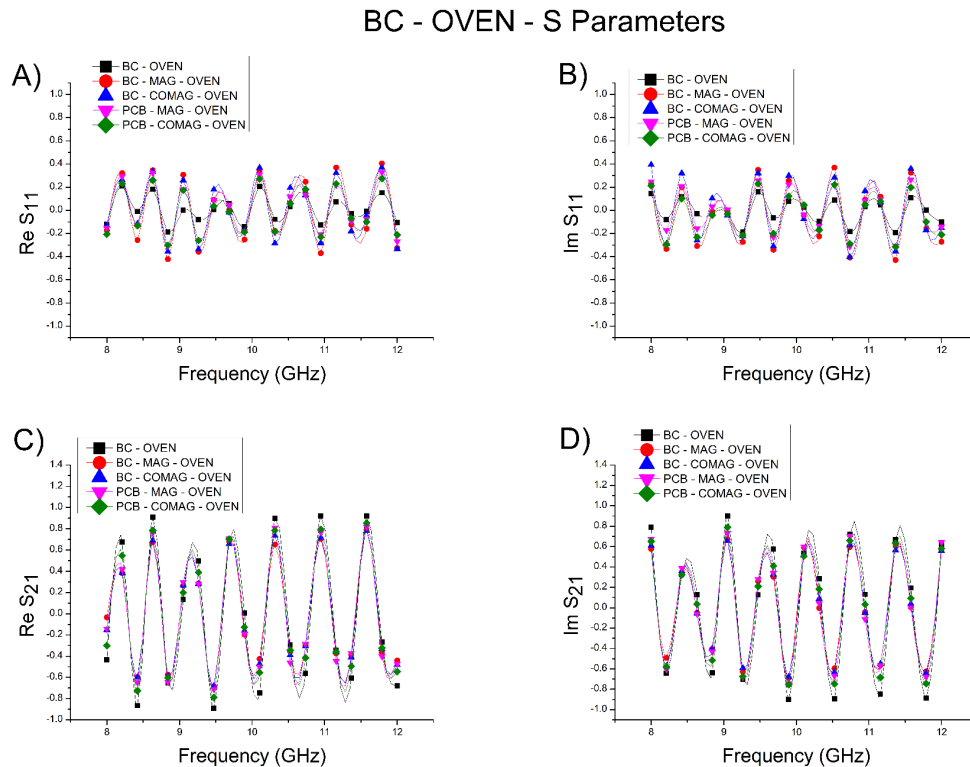 BC - OVEN - S Parameters
A)
BC - OVEN
BC - MAG - OVEN
BC - COMAG - OVEN
PCB - MAG - OVEN
PCB - COMAG - OVEN
Re S11
1.0
0.8
0.6
0.4
0.2
0.0
-0.2
-0.4
-0.6
-0.8
-1.0
8 9 10 11 12
Frequency (GHz)
B)
BC - OVEN
BC - MAG - OVEN
BC - COMAG - OVEN
PCB - MAG - OVEN
PCB - COMAG - OVEN
Im S11
1.0
0.8
0.6
0.4
0.2
0.0
-0.2
-0.4
-0.6
-0.8
-1.0
8 9 10 11 12
Frequency (GHz)
C)
BC - OVEN
BC - MAG - OVEN
BC - COMAG - OVEN
PCB - MAG - OVEN
PCB - COMAG - OVEN
Re S21
1.4
1.2
1.0
0.8
0.6
0.4
0.2
0.0
-0.2
-0.4
-0.6
-0.8
-1.0
8 9 10 11 12
Frequency (GHz)
D)
BC - OVEN
BC - MAG - OVEN
BC - COMAG - OVEN
PCB - MAG - OVEN
PCB - COMAG - OVEN
Im S21
1.4
1.2
1.0
0.8
0.6
0.4
0.2
0.0
-0.2
-0.4
-0.6
-0.8
-1.0
8 9 10 11 12
Frequency (GHz)